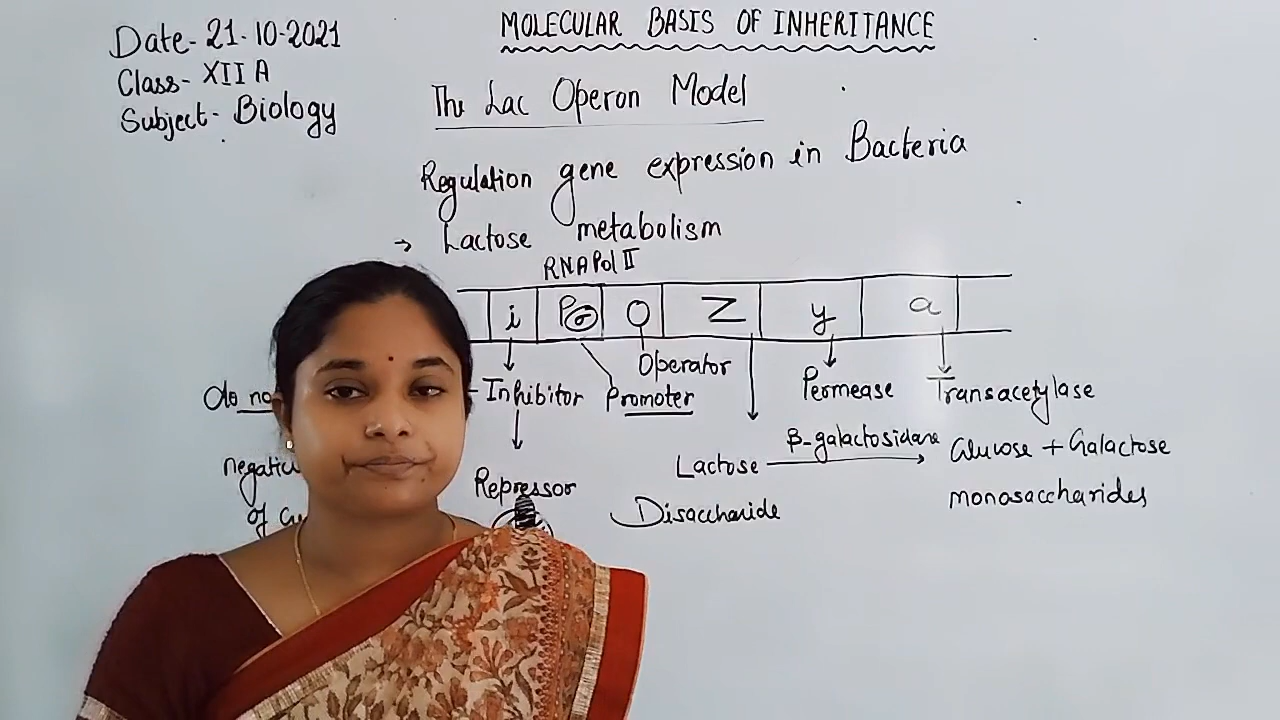 MOLECULAR BASIS OF INHERITANCE
Date- 21-10-2021
Class- XII A
Subject- Biology
The Lac Operon Model
Regulation gene expression in Bacteria
→ Lactose metabolism
RNA Pol II
i P σ O Z y a
Operator
do Inhibitor Promoter Permease Transacetylase
Lactose → β-galactosidase Glucose + Galactose
Repressor Disaccharide monosaccharides
of